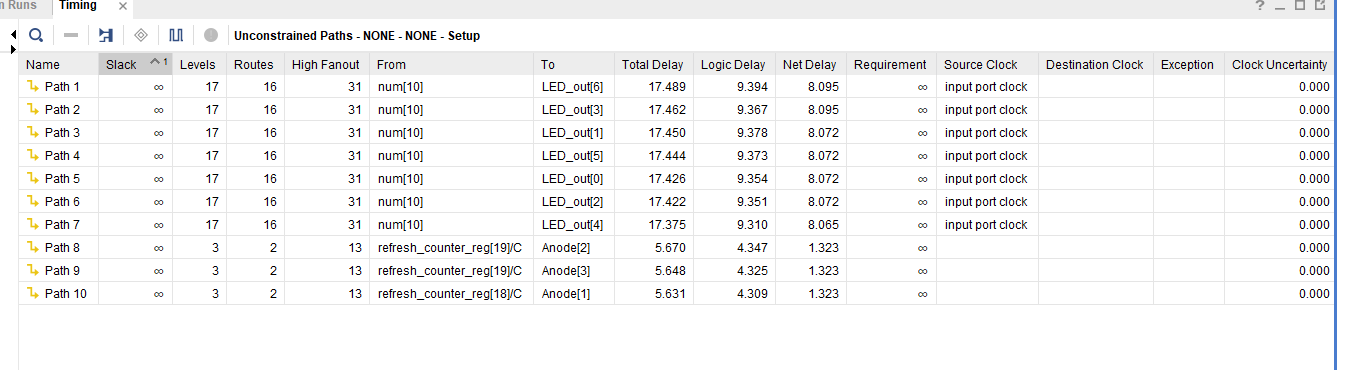 n Runs Timing ×
Unconstrained Paths - NONE - NONE - Setup
Name Slack 1 Levels Routes High Fanout From To Total Delay Logic Delay Net Delay Requirement Source Clock Destination Clock Exception Clock Uncertainty
Path 1 ∞ 17 16 31 num[10] LED_out[6] 17.489 9.394 8.095 ∞ input port clock 0.000
Path 2 ∞ 17 16 31 num[10] LED_out[3] 17.462 9.367 8.095 ∞ input port clock 0.000
Path 3 ∞ 17 16 31 num[10] LED_out[1] 17.450 9.378 8.072 ∞ input port clock 0.000
Path 4 ∞ 17 16 31 num[10] LED_out[5] 17.444 9.373 8.072 ∞ input port clock 0.000
Path 5 ∞ 17 16 31 num[10] LED_out[0] 17.426 9.354 8.072 ∞ input port clock 0.000
Path 6 ∞ 17 16 31 num[10] LED_out[2] 17.422 9.351 8.072 ∞ input port clock 0.000
Path 7 ∞ 17 16 31 num[10] LED_out[4] 17.375 9.310 8.065 ∞ input port clock 0.000
Path 8 ∞ 3 2 13 refresh_counter_reg[19]/C Anode[2] 5.670 4.347 1.323 ∞ 0.000
Path 9 ∞ 3 2 13 refresh_counter_reg[19]/C Anode[3] 5.648 4.325 1.323 ∞ 0.000
Path 10 ∞ 3 2 13 refresh_counter_reg[18]/C Anode[1] 5.631 4.309 1.323 ∞ 0.000